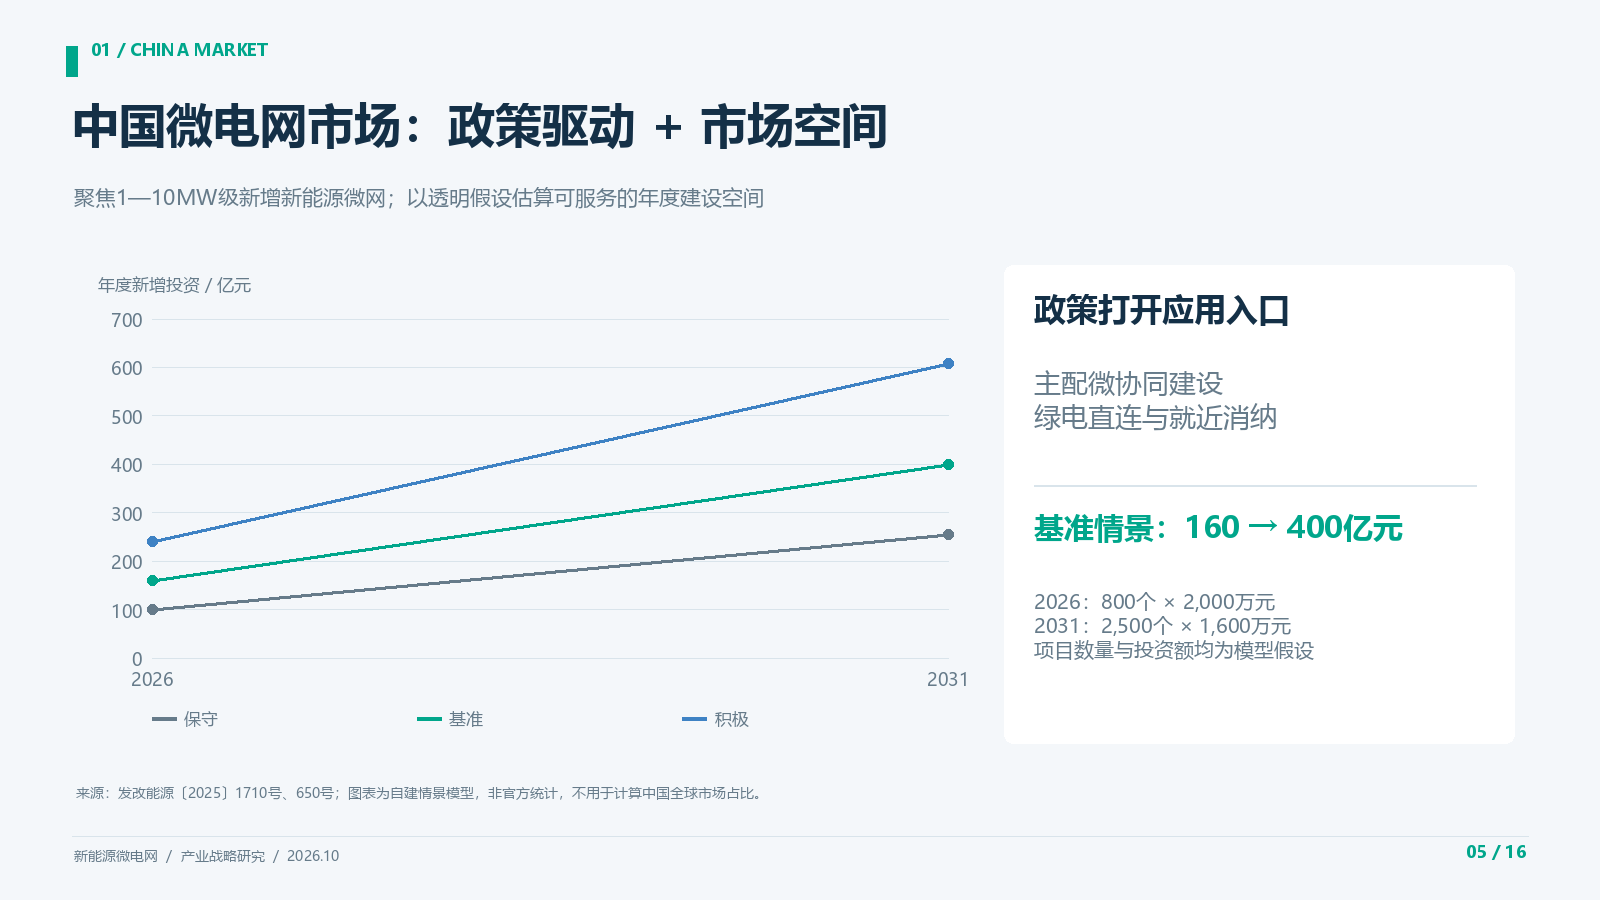 01 / CHINA MARKET
中国微电网市场：政策驱动 + 市场空间
聚焦1—10MW级新增新能源微网；以透明假设估算可服务的年度建设空间
年度新增投资 / 亿元
700
600
500
400
300
200
100
0
2026
2031
保守
基准
积极
政策打开应用入口
主配微协同建设
绿电直连与就近消纳
基准情景：160 → 400亿元
2026：800个 × 2,000万元
2031：2,500个 × 1,600万元
项目数量与投资额均为模型假设
来源：发改能源〔2025〕1710号、650号；图表为自建情景模型，非官方统计，不用于计算中国全球市场占比。
新能源微电网 / 产业战略研究 / 2026.10
05 / 16